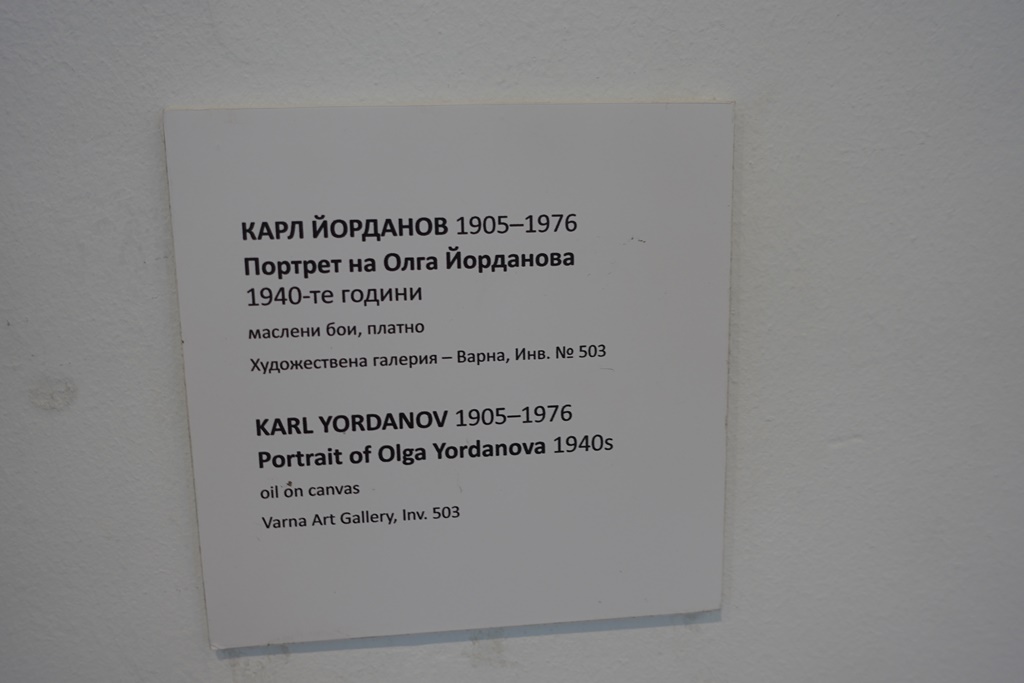 КАРЛ ЙОРДАНОВ 1905–1976
Портрет на Олга Йорданова
1940-те години
маслени бои, платно
Художествена галерия – Варна, Инв. № 503
KARL YORDANOV 1905–1976
Portrait of Olga Yordanova 1940s
oil on canvas
Varna Art Gallery, Inv. 503